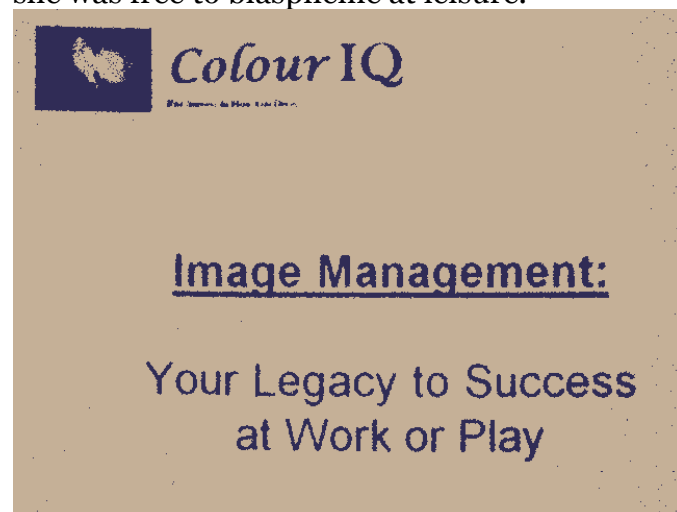 she was free to blaspheme at leisure.
Colour IQ
Image Management:
Your Legacy to Success
at Work or Play